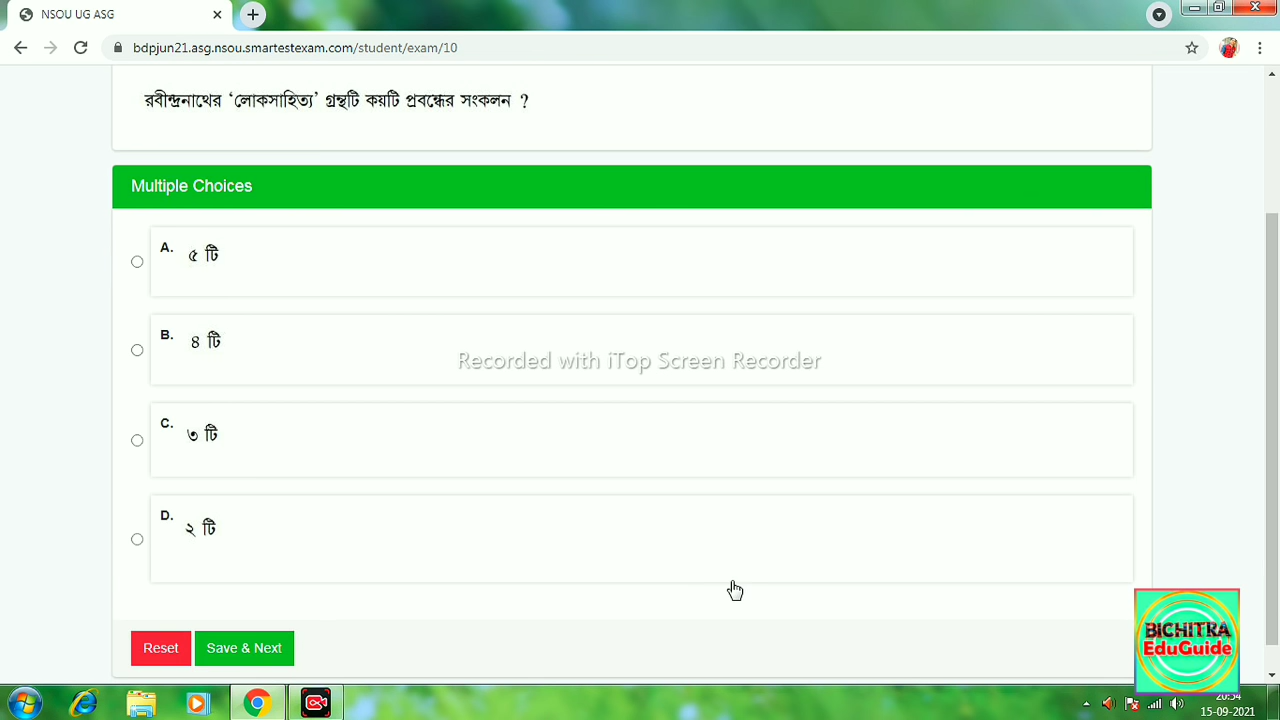 NSOU UG ASG
bdpjun21.asg.nsou.smartestexam.com/student/exam/10
রবীন্দ্রনাথের ‘লোকসাহিত্য’ গ্রন্থটি কয়টি প্রবন্ধের সংকলন ?
Multiple Choices
A. ৫ টি
B. ৪ টি
Recorded with iTop Screen Recorder
C. ৩ টি
D. ২ টি
Reset Save & Next
BICHITRA
EduGuide
20:54
15-09-2021